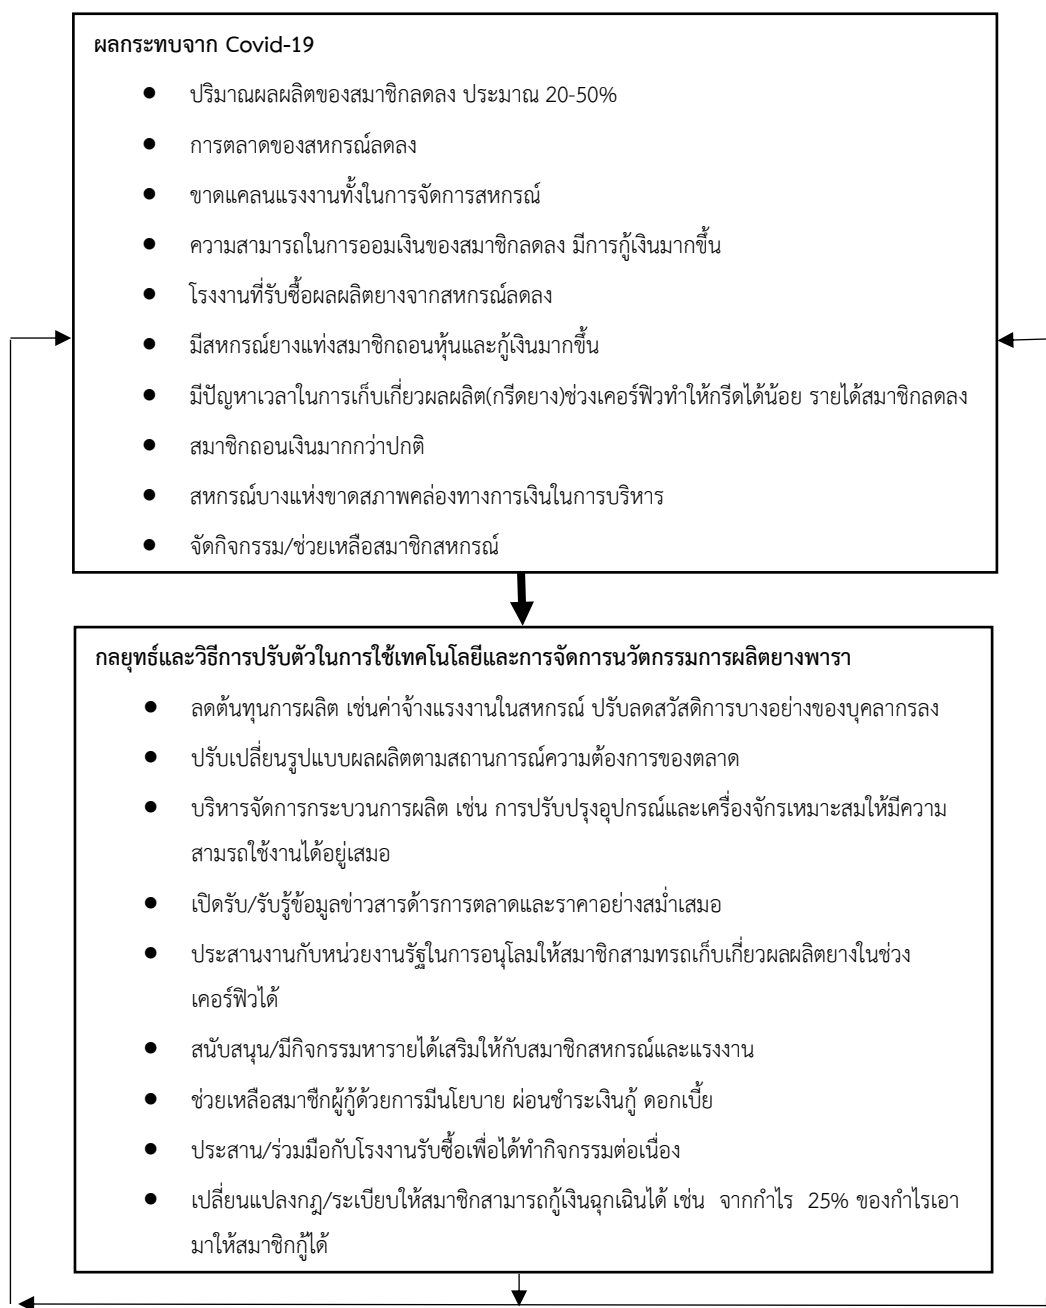 ผลกระทบจาก Covid-19
● ปริมาณผลผลิตของสมาชิกลดลง ประมาณ 20-50%
● การตลาดของสหกรณ์ลดลง
● ขาดแคลนแรงงานทั้งในการจัดการสหกรณ์
● ความสามารถในการออมเงินของสมาชิกลดลง มีการกู้เงินมากขึ้น
● โรงงานที่รับซื้อผลผลิตยางจากสหกรณ์ลดลง
● มีสหกรณ์ยางแท่งสมาชิกถอนหุ้นและกู้เงินมากขึ้น
● มีปัญหาเวลาในการเก็บเกี่ยวผลผลิต(กรีดยาง)ช่วงเคอร์ฟิวทำให้กรีดได้น้อย รายได้สมาชิกลดลง
● สมาชิกถอนเงินมากกว่าปกติ
● สหกรณ์บางแห่งขาดสภาพคล่องทางการเงินในการบริหาร
● จัดกิจกรรม/ช่วยเหลือสมาชิกสหกรณ์
กลยุทธ์และวิธีการปรับตัวในการใช้เทคโนโลยีและการจัดการนวัตกรรมการผลิตยางพารา
● ลดต้นทุนการผลิต เช่นค่าจ้างแรงงานในสหกรณ์ ปรับลดสวัสดิการบางอย่างของบุคลากรลง
● ปรับเปลี่ยนรูปแบบผลผลิตตามสถานการณ์ความต้องการของตลาด
● บริหารจัดการกระบวนการผลิต เช่น การปรับปรุงอุปกรณ์และเครื่องจักรเหมาะสมให้มีความ
สามรถใช้งานได้อยู่เสมอ
● เปิดรับ/รับรู้ข้อมูลข่าวสารด้ารการตลาดและราคาอย่างสม่ำเสมอ
● ประสานงานกับหน่วยงานรัฐในการอนุโลมให้สมาชิกสามทรถเก็บเกี่ยวผลผลิตยางในช่วง
เคอร์ฟิวได้
● สนับสนุน/มีกิจกรรมหารายได้เสริมให้กับสมาชิกสหกรณ์และแรงงาน
● ช่วยเหลือสมาชืกผู้กู้ด้วยการมีนโยบาย ผ่อนชำระเงินกู้ ดอกเบี้ย
● ประสาน/ร่วมมือกับโรงงานรับซื้อเพื่อได้ทำกิจกรรมต่อเนื่อง
● เปลี่ยนแปลงกฎ/ระเบียบให้สมาชิกสามารถกู้เงินฉุกเฉินได้ เช่น จากกำไร 25% ของกำไรเอา
มาให้สมาชิกกู้ได้